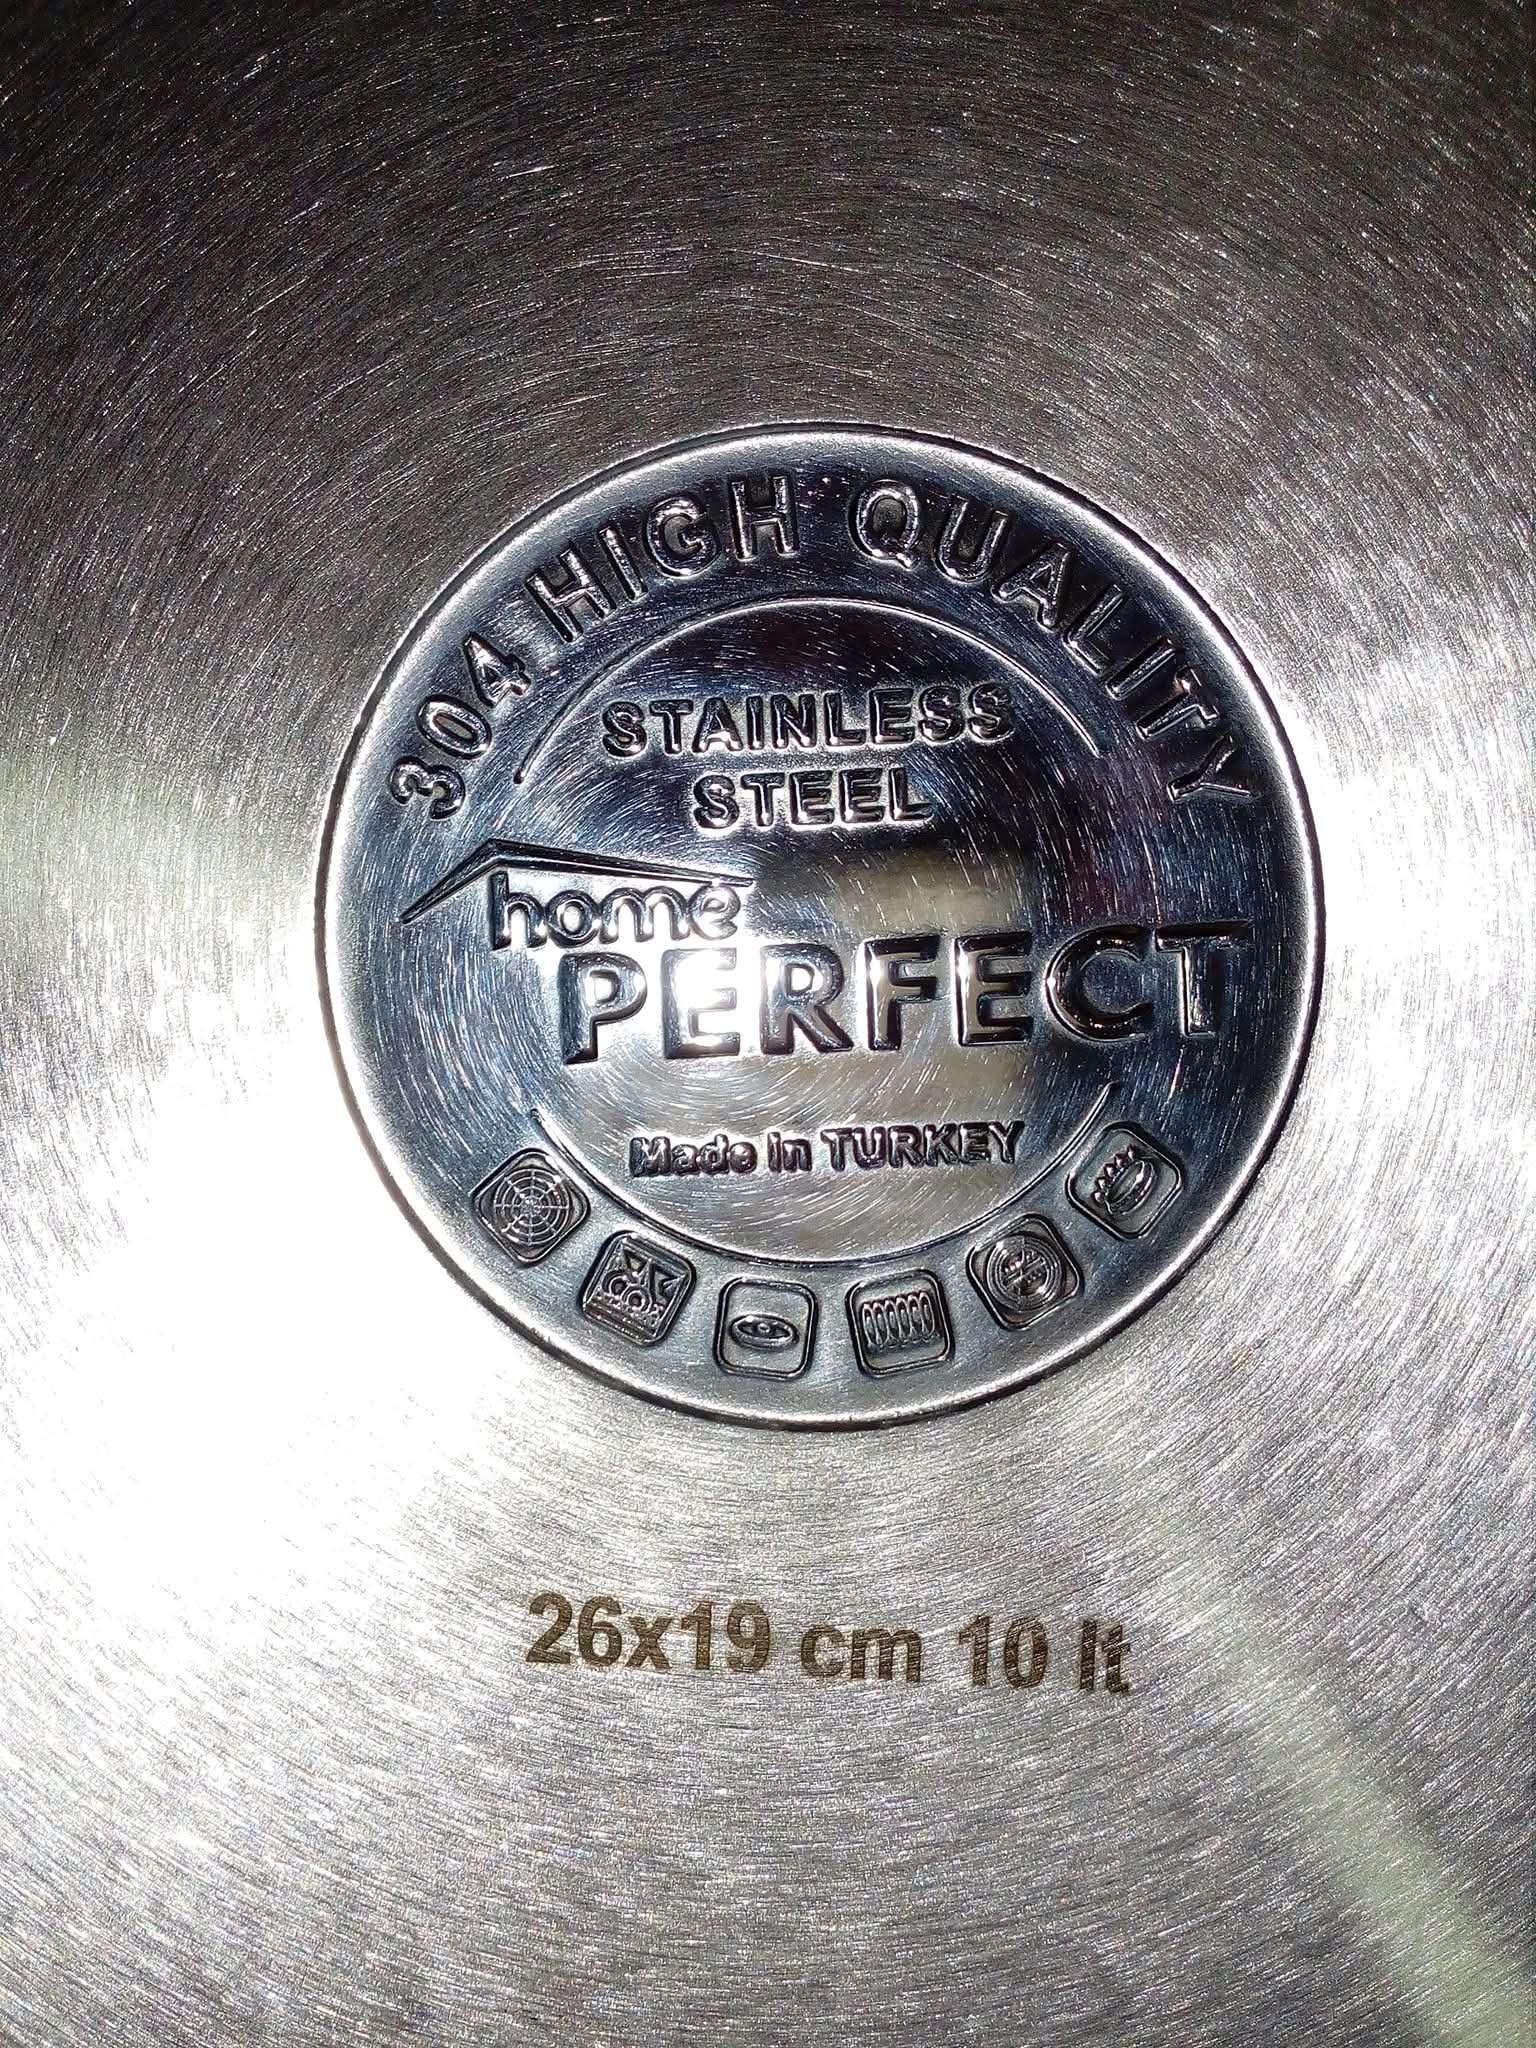 304 HIGH QUALITY
STAINLESS
STEEL
home
PERFECT
Made in TURKEY
26x19 cm 10 lt